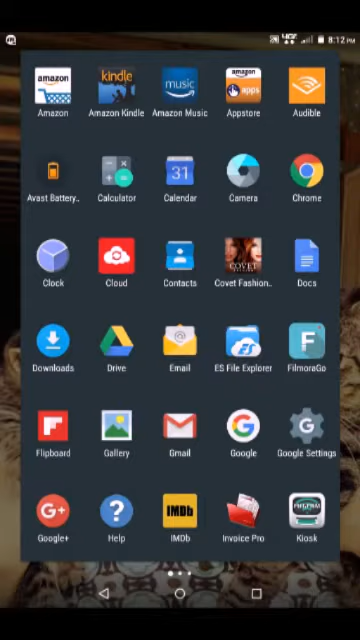 8:12 PM
amazon
kindle
music
amazon
apps
Amazon
Amazon Kindle
Amazon Music
Appstore
Audible
31
Avast Battery..
Calculator
Calendar
Camera
Chrome
COVET
Clock
Cloud
Contacts
Covet Fashion..
Docs
Downloads
Drive
Email
ES File Explorer
FilmoraGo
Flipboard
Gallery
Gmail
Google
Google Settings
G+
IMDb
Google+
Help
IMDb
Invoice Pro
Kiosk